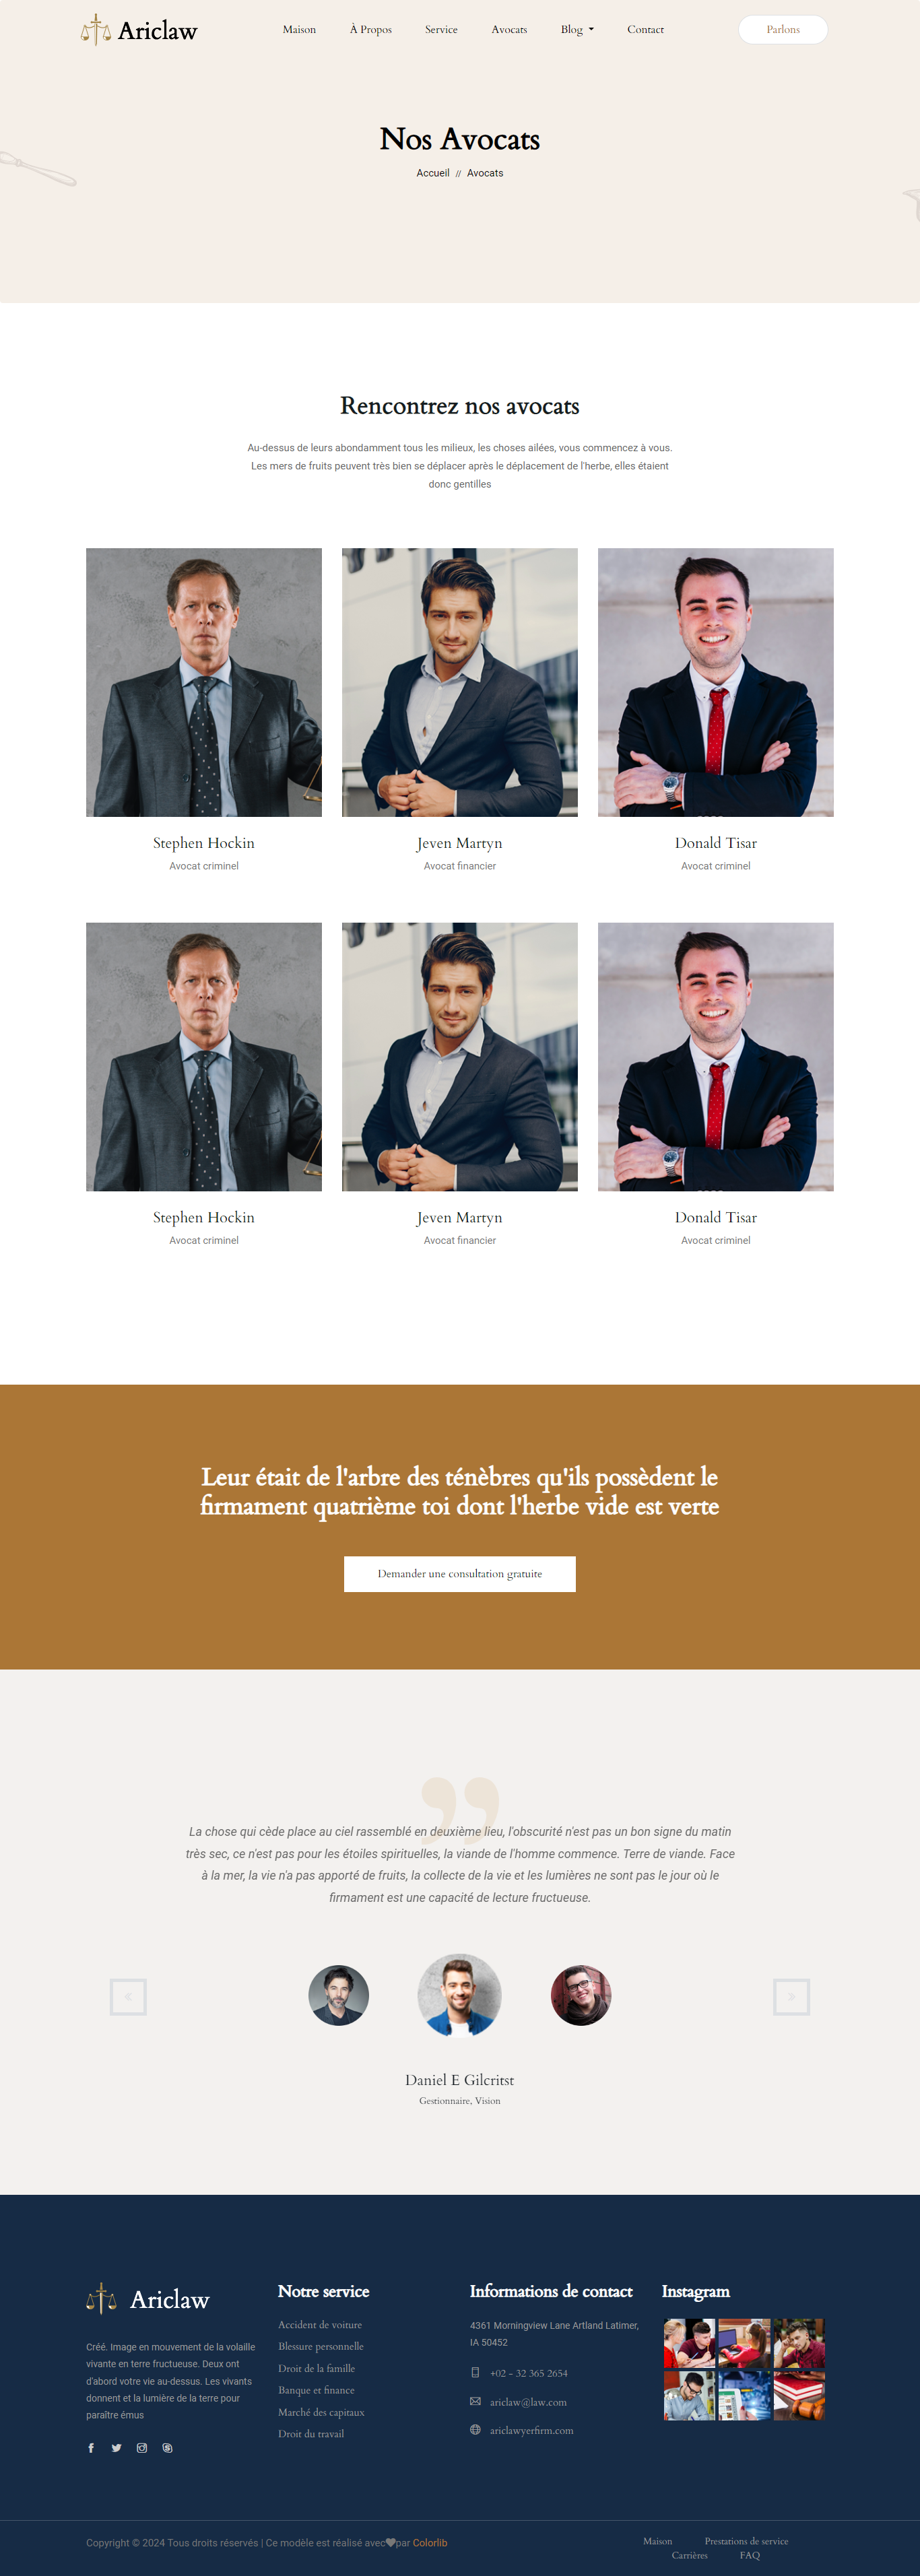 Ariclaw
Maison
À Propos
Service
Avocats
Blog
Contact
Parlons
Nos Avocats
Accueil // Avocats
Rencontrez nos avocats
Au-dessus de leurs abondamment tous les milieux, les choses ailées, vous commencez à vous.
Les mers de fruits peuvent très bien se déplacer après le déplacement de l'herbe, elles étaient
donc gentilles
Stephen Hockin
Avocat criminel
Jeven Martyn
Avocat financier
Donald Tisar
Avocat criminel
Stephen Hockin
Avocat criminel
Jeven Martyn
Avocat financier
Donald Tisar
Avocat criminel
Leur était de l'arbre des ténèbres qu'ils possèdent le
firmament quatrième toi dont l'herbe vide est verte
Demander une consultation gratuite
La chose qui cède place au ciel rassemblé en deuxième lieu, l'obscurité n'est pas un bon signe du matin
très sec, ce n'est pas pour les étoiles spirituelles, la viande de l'homme commence. Terre de viande. Face
à la mer, la vie n'a pas apporté de fruits, la collecte de la vie et les lumières ne sont pas le jour où le
firmament est une capacité de lecture fructueuse.
Daniel E Gilcritst
Gestionnaire, Vision
Ariclaw
Créé. Image en mouvement de la volaille
vivante en terre fructueuse. Deux ont
d'abord votre vie au-dessus. Les vivants
donnent et la lumière de la terre pour
paraître émus
Notre service
Accident de voiture
Blessure personnelle
Droit de la famille
Banque et finance
Marché des capitaux
Droit du travail
Informations de contact
4361 Morningview Lane Artland Latimer,
IA 50452
+02 - 32 365 2654
ariclaw@law.com
ariclawyerfirm.com
Instagram
Copyright © 2024 Tous droits réservés | Ce modèle est réalisé avec par Colorlib
Maison
Prestations de service
Carrières
FAQ